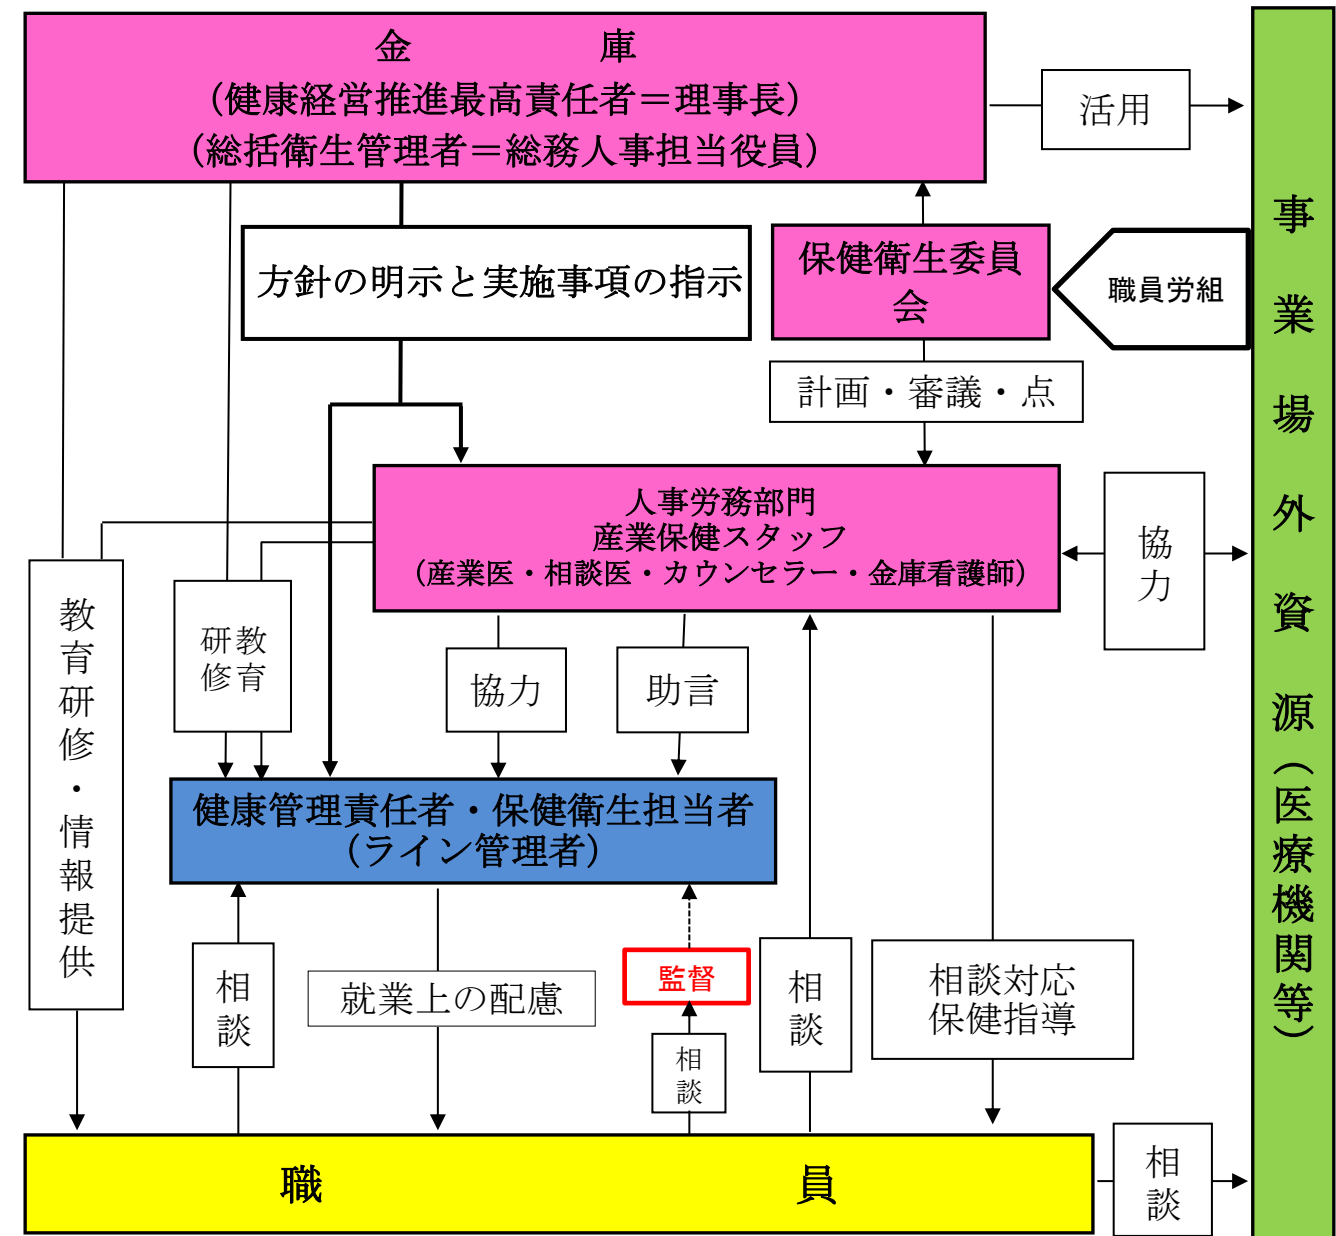 金　庫
（健康経営推進最高責任者＝理事長）
（総括衛生管理者＝総務人事担当役員）
活用
方針の明示と実施事項の指示
保健衛生委員
会
職員労組
計画・審議・点
人事労務部門
産業保健スタッフ
（産業医・相談医・カウンセラー・金庫看護師）
協力
教育研修・情報提供
教育
研修
協力
助言
健康管理責任者・保健衛生担当者
（ライン管理者）
相談
就業上の配慮
監督
相談
相談
相談対応
保健指導
職　員
相談
事業場外資源（医療機関等）